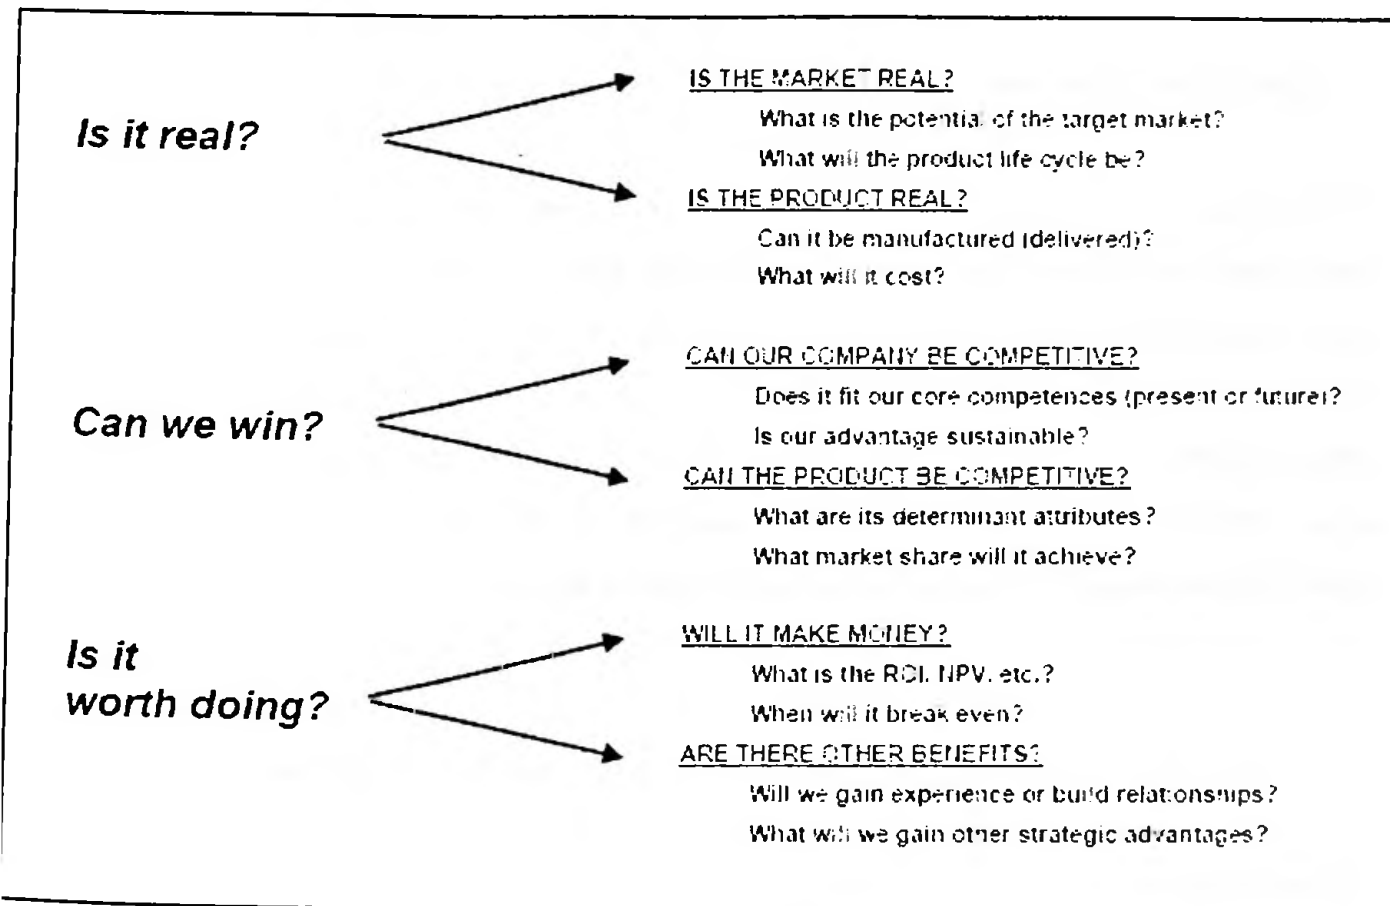 Is it real?
IS THE MARKET REAL?
What is the potential of the target market?
What will the product life cycle be?
IS THE PRODUCT REAL?
Can it be manufactured (delivered)?
What will it cost?
Can we win?
CAN OUR COMPANY BE COMPETITIVE?
Does it fit our core competences (present or future)?
Is our advantage sustainable?
CAN THE PRODUCT BE COMPETITIVE?
What are its determinant attributes?
What market share will it achieve?
Is it
worth doing?
WILL IT MAKE MONEY?
What is the ROI, NPV, etc.?
When will it break even?
ARE THERE OTHER BENEFITS?
Will we gain experience or build relationships?
What will we gain other strategic advantages?